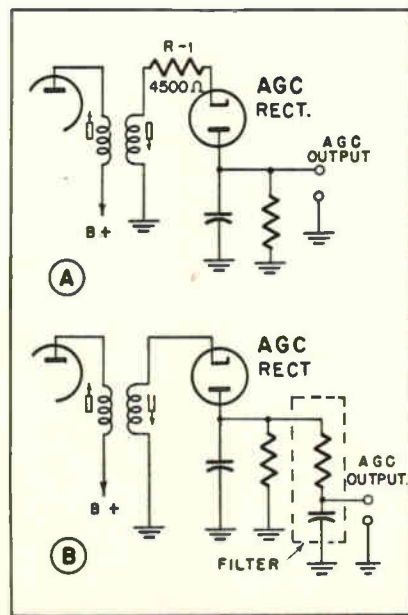 R-1
4500Ω
AGC
RECT.
AGC
OUTPUT
B+
A
AGC
RECT
AGC
OUTPUT.
B+
FILTER
B